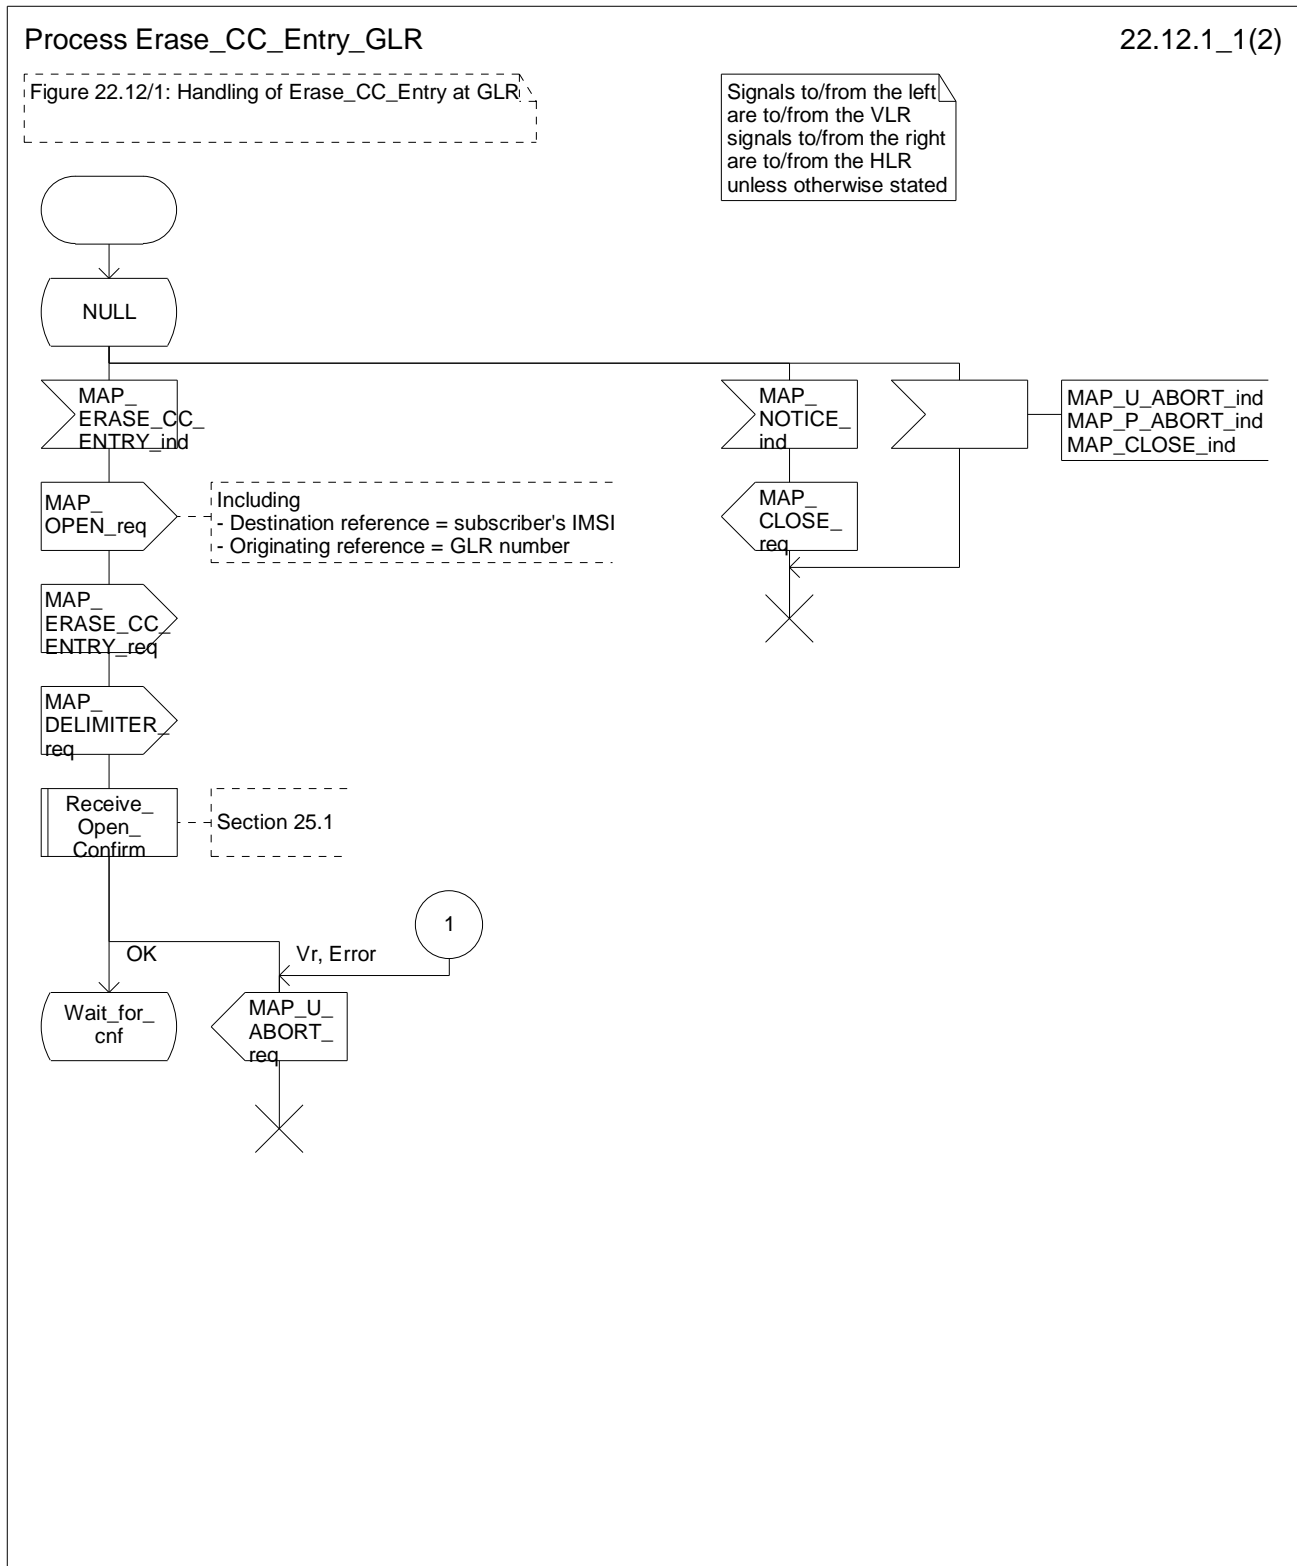 Process Erase_CC_Entry_GLR
22.12.1_1(2)
Figure 22.12/1: Handling of Erase_CC_Entry at GLR
Signals to/from the left
are to/from the VLR
signals to/from the right
are to/from the HLR
unless otherwise stated
NULL
MAP_
ERASE_CC_
ENTRY_ind
MAP_
NOTICE_
ind
MAP_U_ABORT_ind
MAP_P_ABORT_ind
MAP_CLOSE_ind
MAP_
OPEN_req
Including
- Destination reference = subscriber's IMSI
- Originating reference = GLR number
MAP_
CLOSE_
req
MAP_
ERASE_CC_
ENTRY_req
MAP_
DELIMITER_
req
Receive_
Open_
Confirm
Section 25.1
1
OK
Vr, Error
Wait_for_
cnf
MAP_U_
ABORT_
req